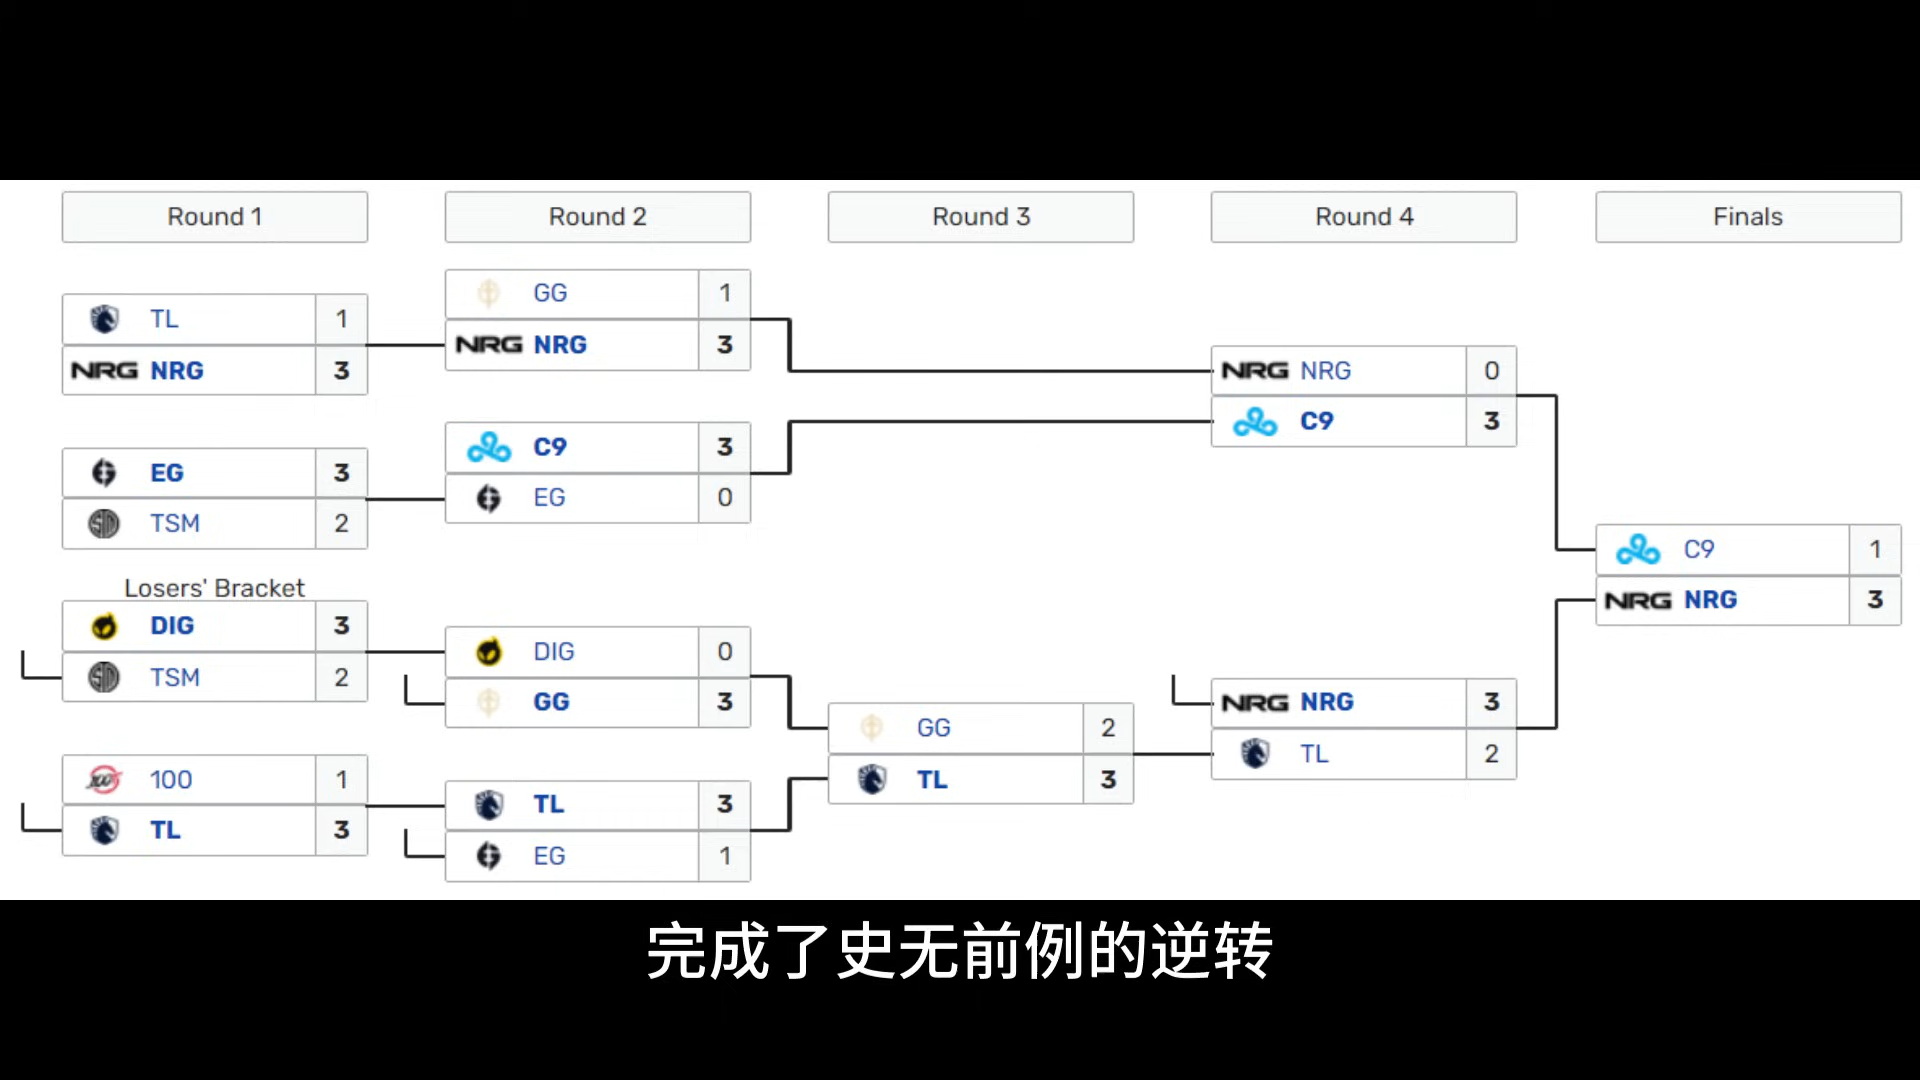 Round 1
Round 2
Round 3
Round 4
Finals
TL 1
NRG NRG 3
EG 3
TSM 2
GG 1
NRG NRG 3
C9 3
EG 0
NRG NRG 0
C9 3
C9 1
NRG NRG 3
Losers' Bracket
DIG 3
TSM 2
100 1
TL 3
DIG 0
GG 3
TL 3
EG 1
GG 2
TL 3
NRG NRG 3
TL 2
完成了史无前例的逆转